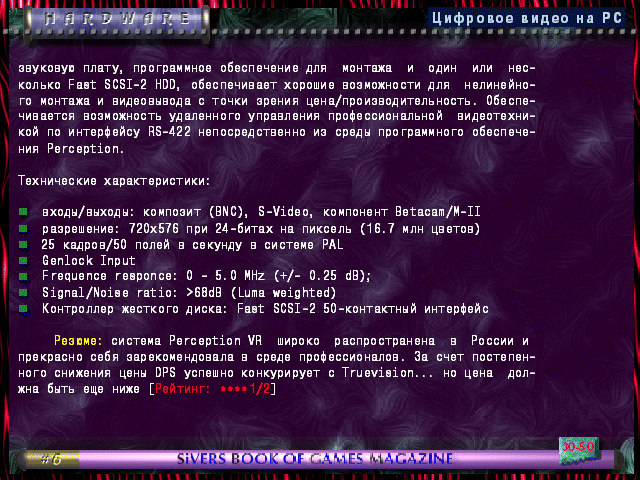 HARDWARE
Цифровое видео на PC
звуковую плату, программное обеспечение для монтажа и один или нес-
колько Fast SCSI-2 HDD, обеспечивает хорошие возможности для нелинейно-
го монтажа и видеовывода с точки зрения цена/производительность. Обеспе-
чивается возможность удаленного управления профессиональной видеотехни-
кой по интерфейсу RS-422 непосредственно из среды программного обеспече-
ния Perception.
Технические характеристики:
входы/выходы: композит (BNC), S-Video, компонент Betacam/M-II
разрешение: 720x576 при 24-битах на пиксель (16.7 млн цветов)
25 кадров/50 полей в секунду в системе PAL
Genlock Input
Frequence responce: 0 - 5.0 MHz (+/- 0.25 dB);
Signal/Noise ratio: >68dB (Luma weighted)
Контроллер жесткого диска: Fast SCSI-2 50-контактный интерфейс
Резюме: система Perception VR широко распространена в России и
прекрасно себя зарекомендовала в среде профессионалов. За счет постепен-
ного снижения цены DPS успешно конкурирует с Truevision... но цена дол-
жна быть еще ниже [Рейтинг: ****1/2]
#6
SiVERS BOOK OF GAMES MAGAZINE